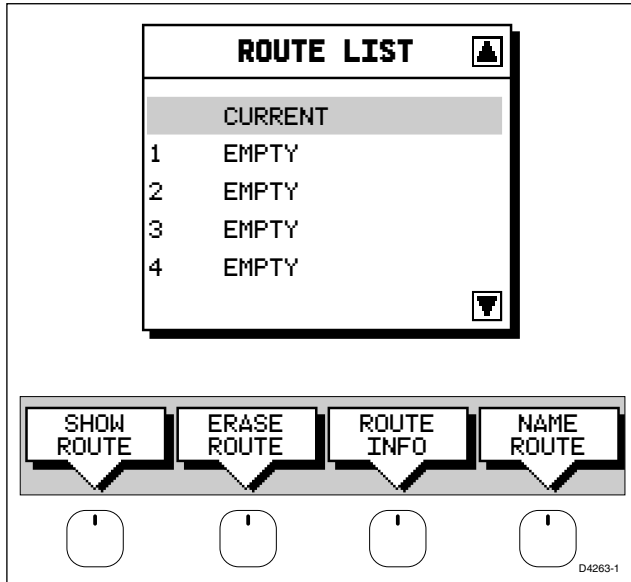 ROUTE LIST
CURRENT
1 EMPTY
2 EMPTY
3 EMPTY
4 EMPTY
SHOW
ROUTE
ERASE
ROUTE
ROUTE
INFO
NAME
ROUTE
D4263-1